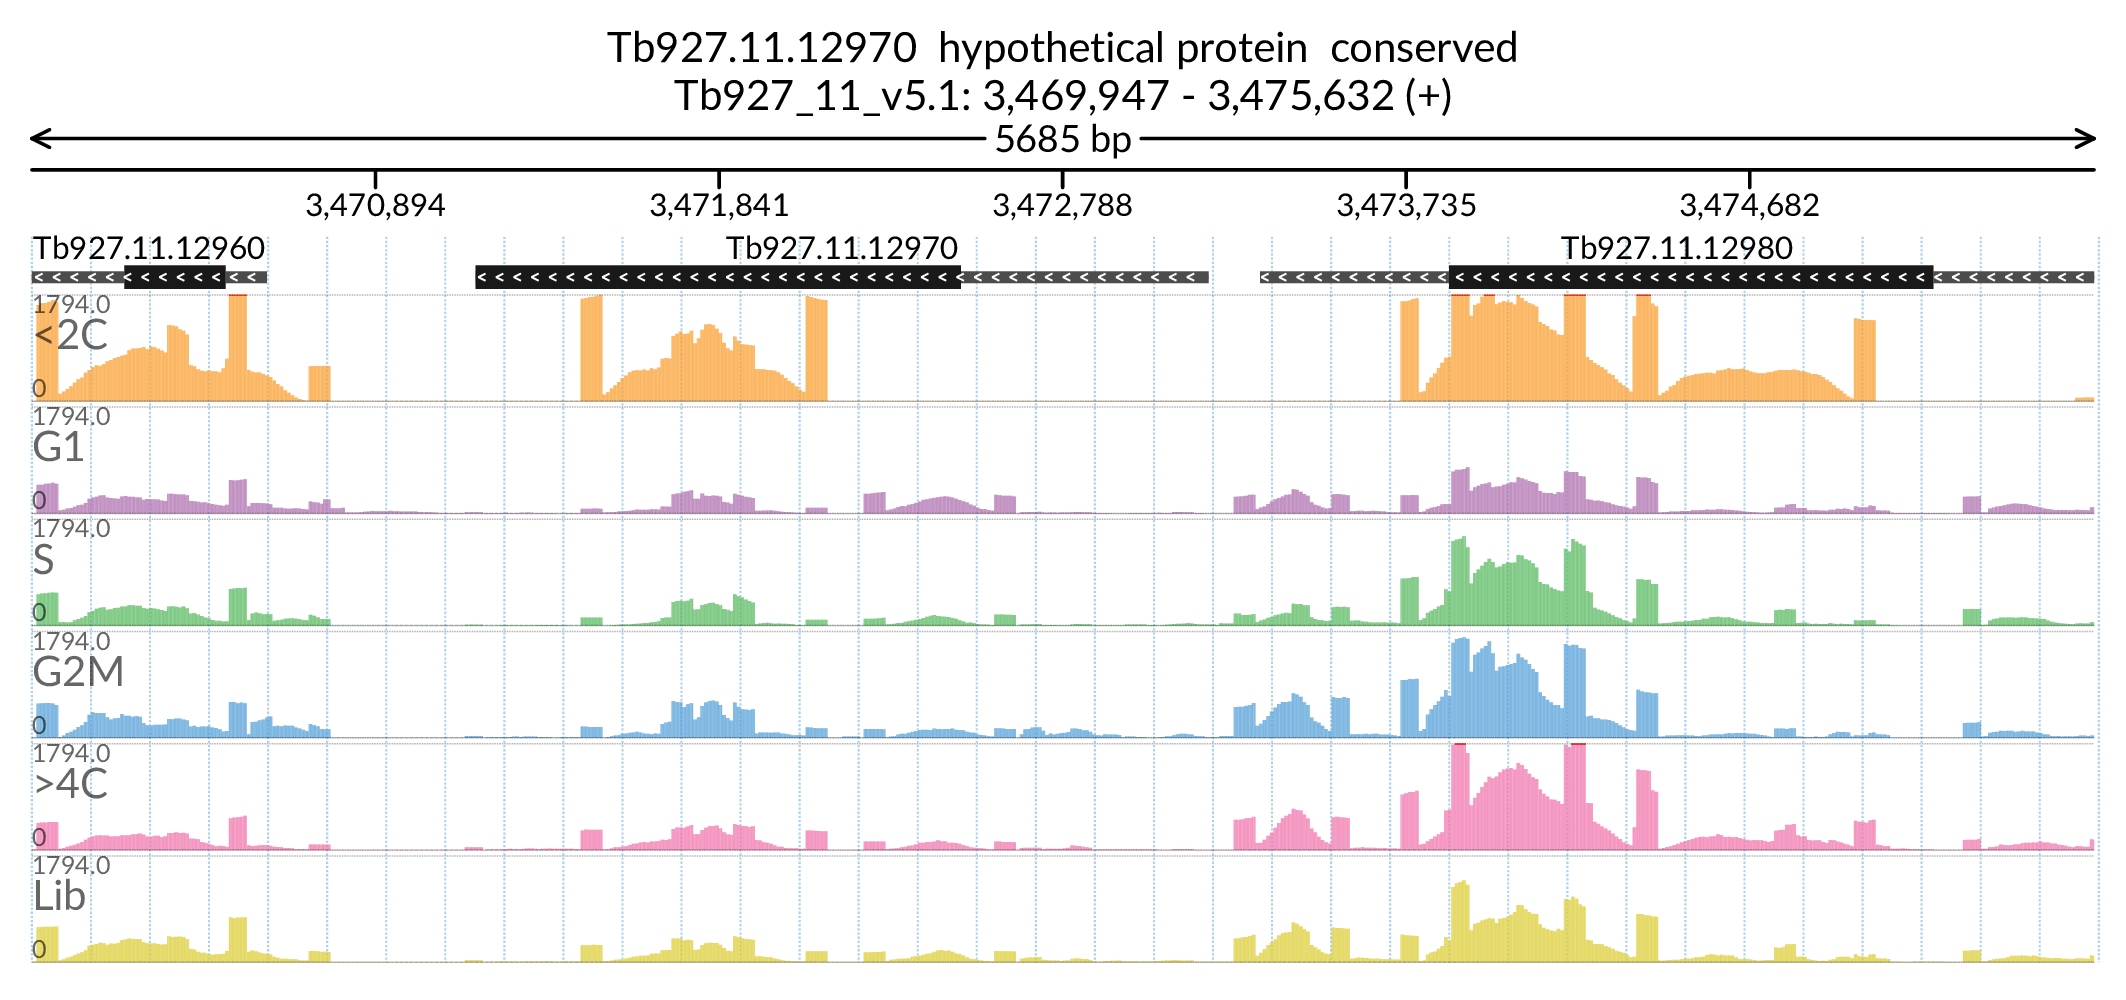 Tb927.11.12970 hypothetical protein conserved
Tb927_11_v5.1: 3,469,947 - 3,475,632 (+)
5685 bp
3,470,894 3,471,841 3,472,788 3,473,735 3,474,682
Tb927.11.12960 Tb927.11.12970 Tb927.11.12980
1794.0
<2C
0
1794.0
G1
0
1794.0
S
0
1794.0
G2M
0
1794.0
>4C
0
1794.0
Lib
0